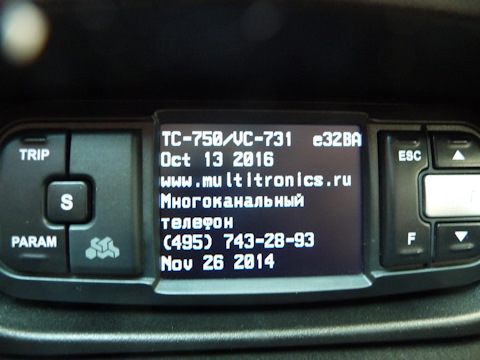 TC-750/VC-731 e32BA
Oct 13 2016
www.multitronics.ru
Многоканальный
телефон
(495) 743-28-93
Nov 26 2014
TRIP
S
PARAM
ESC
F